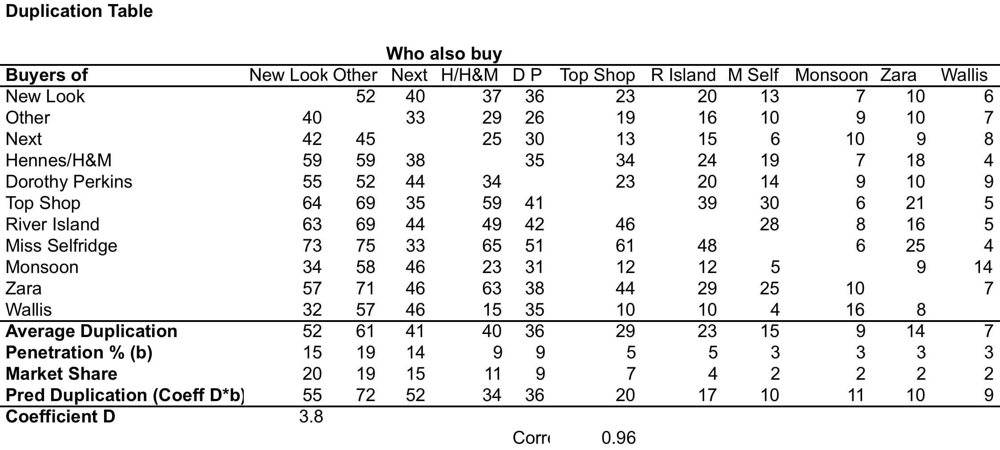 Duplication Table
Who also buy
Buyers of New Look Other Next H/H&M D P Top Shop R Island M Self Monsoon Zara Wallis
New Look 52 40 37 36 23 20 13 7 10 6
Other 40 33 29 26 19 16 10 9 10 7
Next 42 45 25 30 13 15 6 10 9 8
Hennes/H&M 59 59 38 35 34 24 19 7 18 4
Dorothy Perkins 55 52 44 34 23 20 14 9 10 9
Top Shop 64 69 35 59 41 39 30 6 21 5
River Island 63 69 44 49 42 46 28 8 16 5
Miss Selfridge 73 75 33 65 51 61 48 6 25 4
Monsoon 34 58 46 23 31 12 12 5 9 14
Zara 57 71 46 63 38 44 29 25 10 7
Wallis 32 57 46 15 35 10 10 4 16 8
Average Duplication 52 61 41 40 36 29 23 15 9 14 7
Penetration % (b) 15 19 14 9 9 5 5 3 3 3 3
Market Share 20 19 15 11 9 7 4 2 2 2 2
Pred Duplication (Coeff D*b) 55 72 52 34 36 20 17 10 11 10 9
Coefficient D 3.8
Corre 0.96